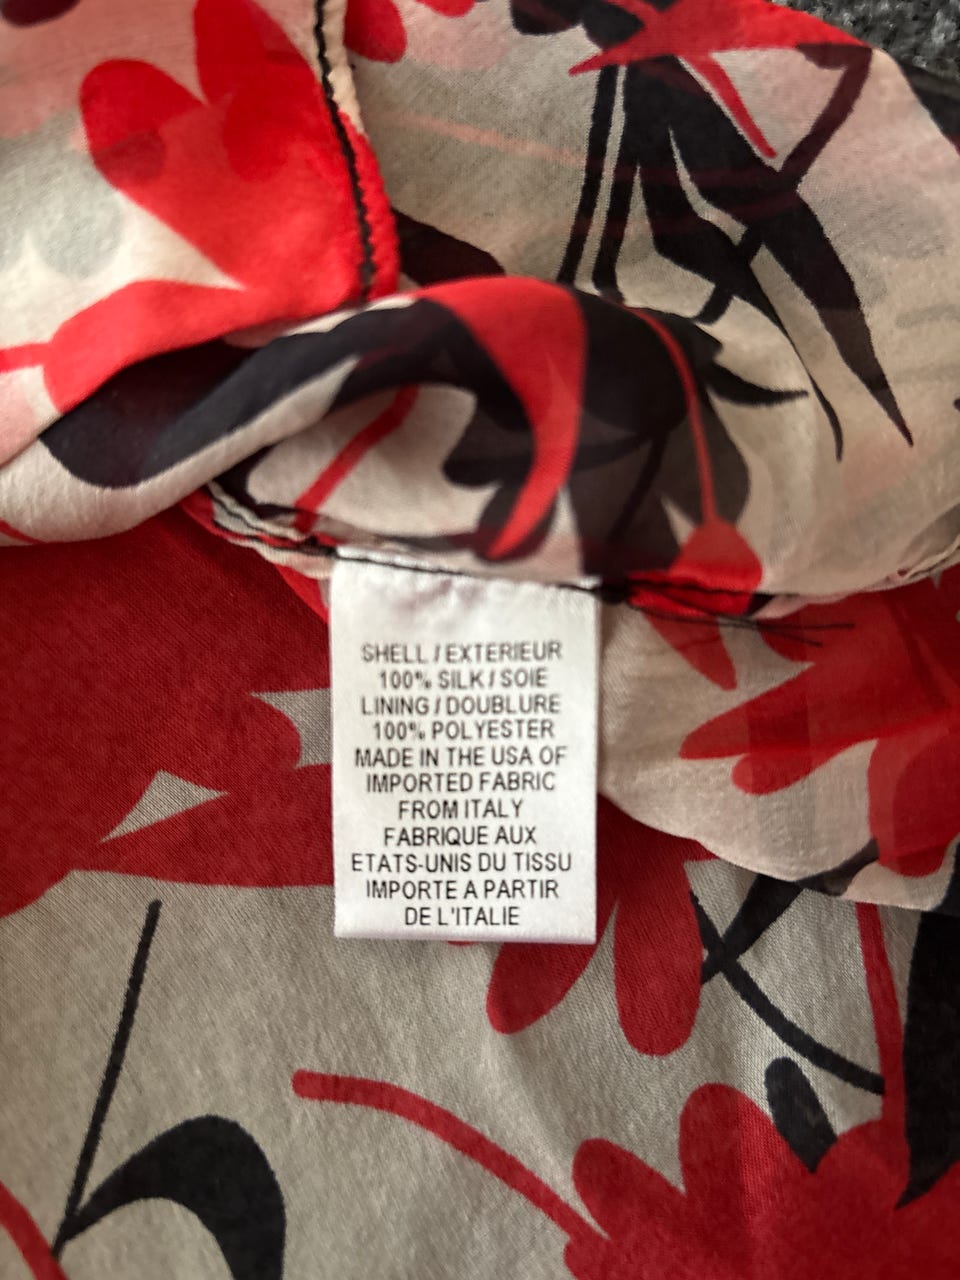 SHELL / EXTERIEUR
100% SILK / SOIE
LINING / DOUBLURE
100% POLYESTER
MADE IN THE USA OF
IMPORTED FABRIC
FROM ITALY
FABRIQUE AUX
ETATS-UNIS DU TISSU
IMPORTE A PARTIR
DE L'ITALIE